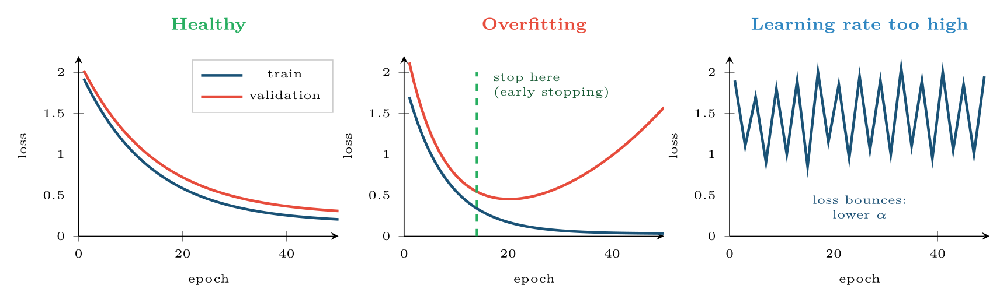 Healthy
2
1.5
1
0.5
0
0
20
40
loss
epoch
train
validation
Overfitting
2
1.5
1
0.5
0
0
20
40
loss
epoch
stop here
(early stopping)
Learning rate too high
2
1.5
1
0.5
0
0
20
40
loss
epoch
loss bounces:
lower α